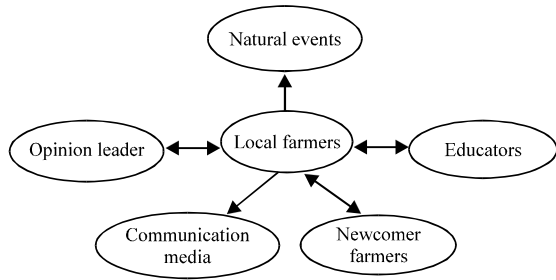 Natural events
Opinion leader
Local farmers
Educators
Communication
media
Newcomer
farmers